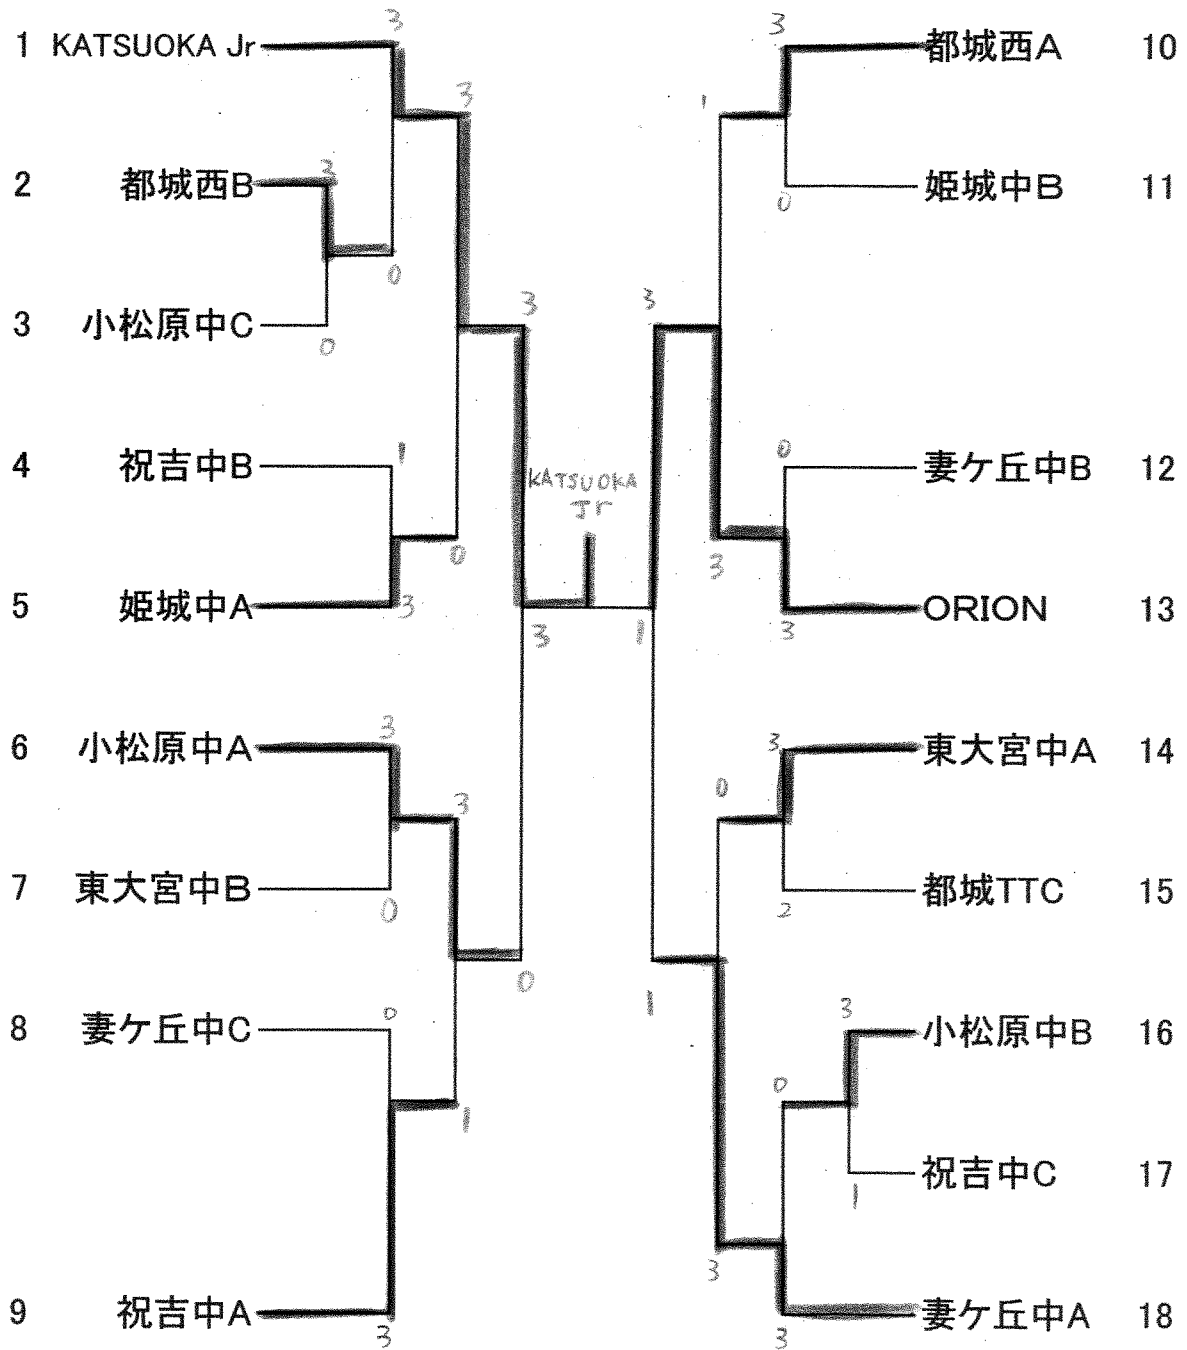 3
3
1 KATSUOKA Jr
都城西A 10
3
1
2 都城西B
3
姫城中B 11
0
0
3
3
3 小松原中C
0
4 祝吉中B
1
0
妻ケ丘中B 12
KATSUOKA
Jr
0
3
5 姫城中A
3
ORION 13
3
3
1
3
6 小松原中A
3
東大宮中A 14
3
0
7 東大宮中B
0
都城TTC 15
2
0
1
8 妻ケ丘中C
0
3
小松原中B 16
0
1
祝吉中C 17
1
3
9 祝吉中A
3
妻ケ丘中A 18
3